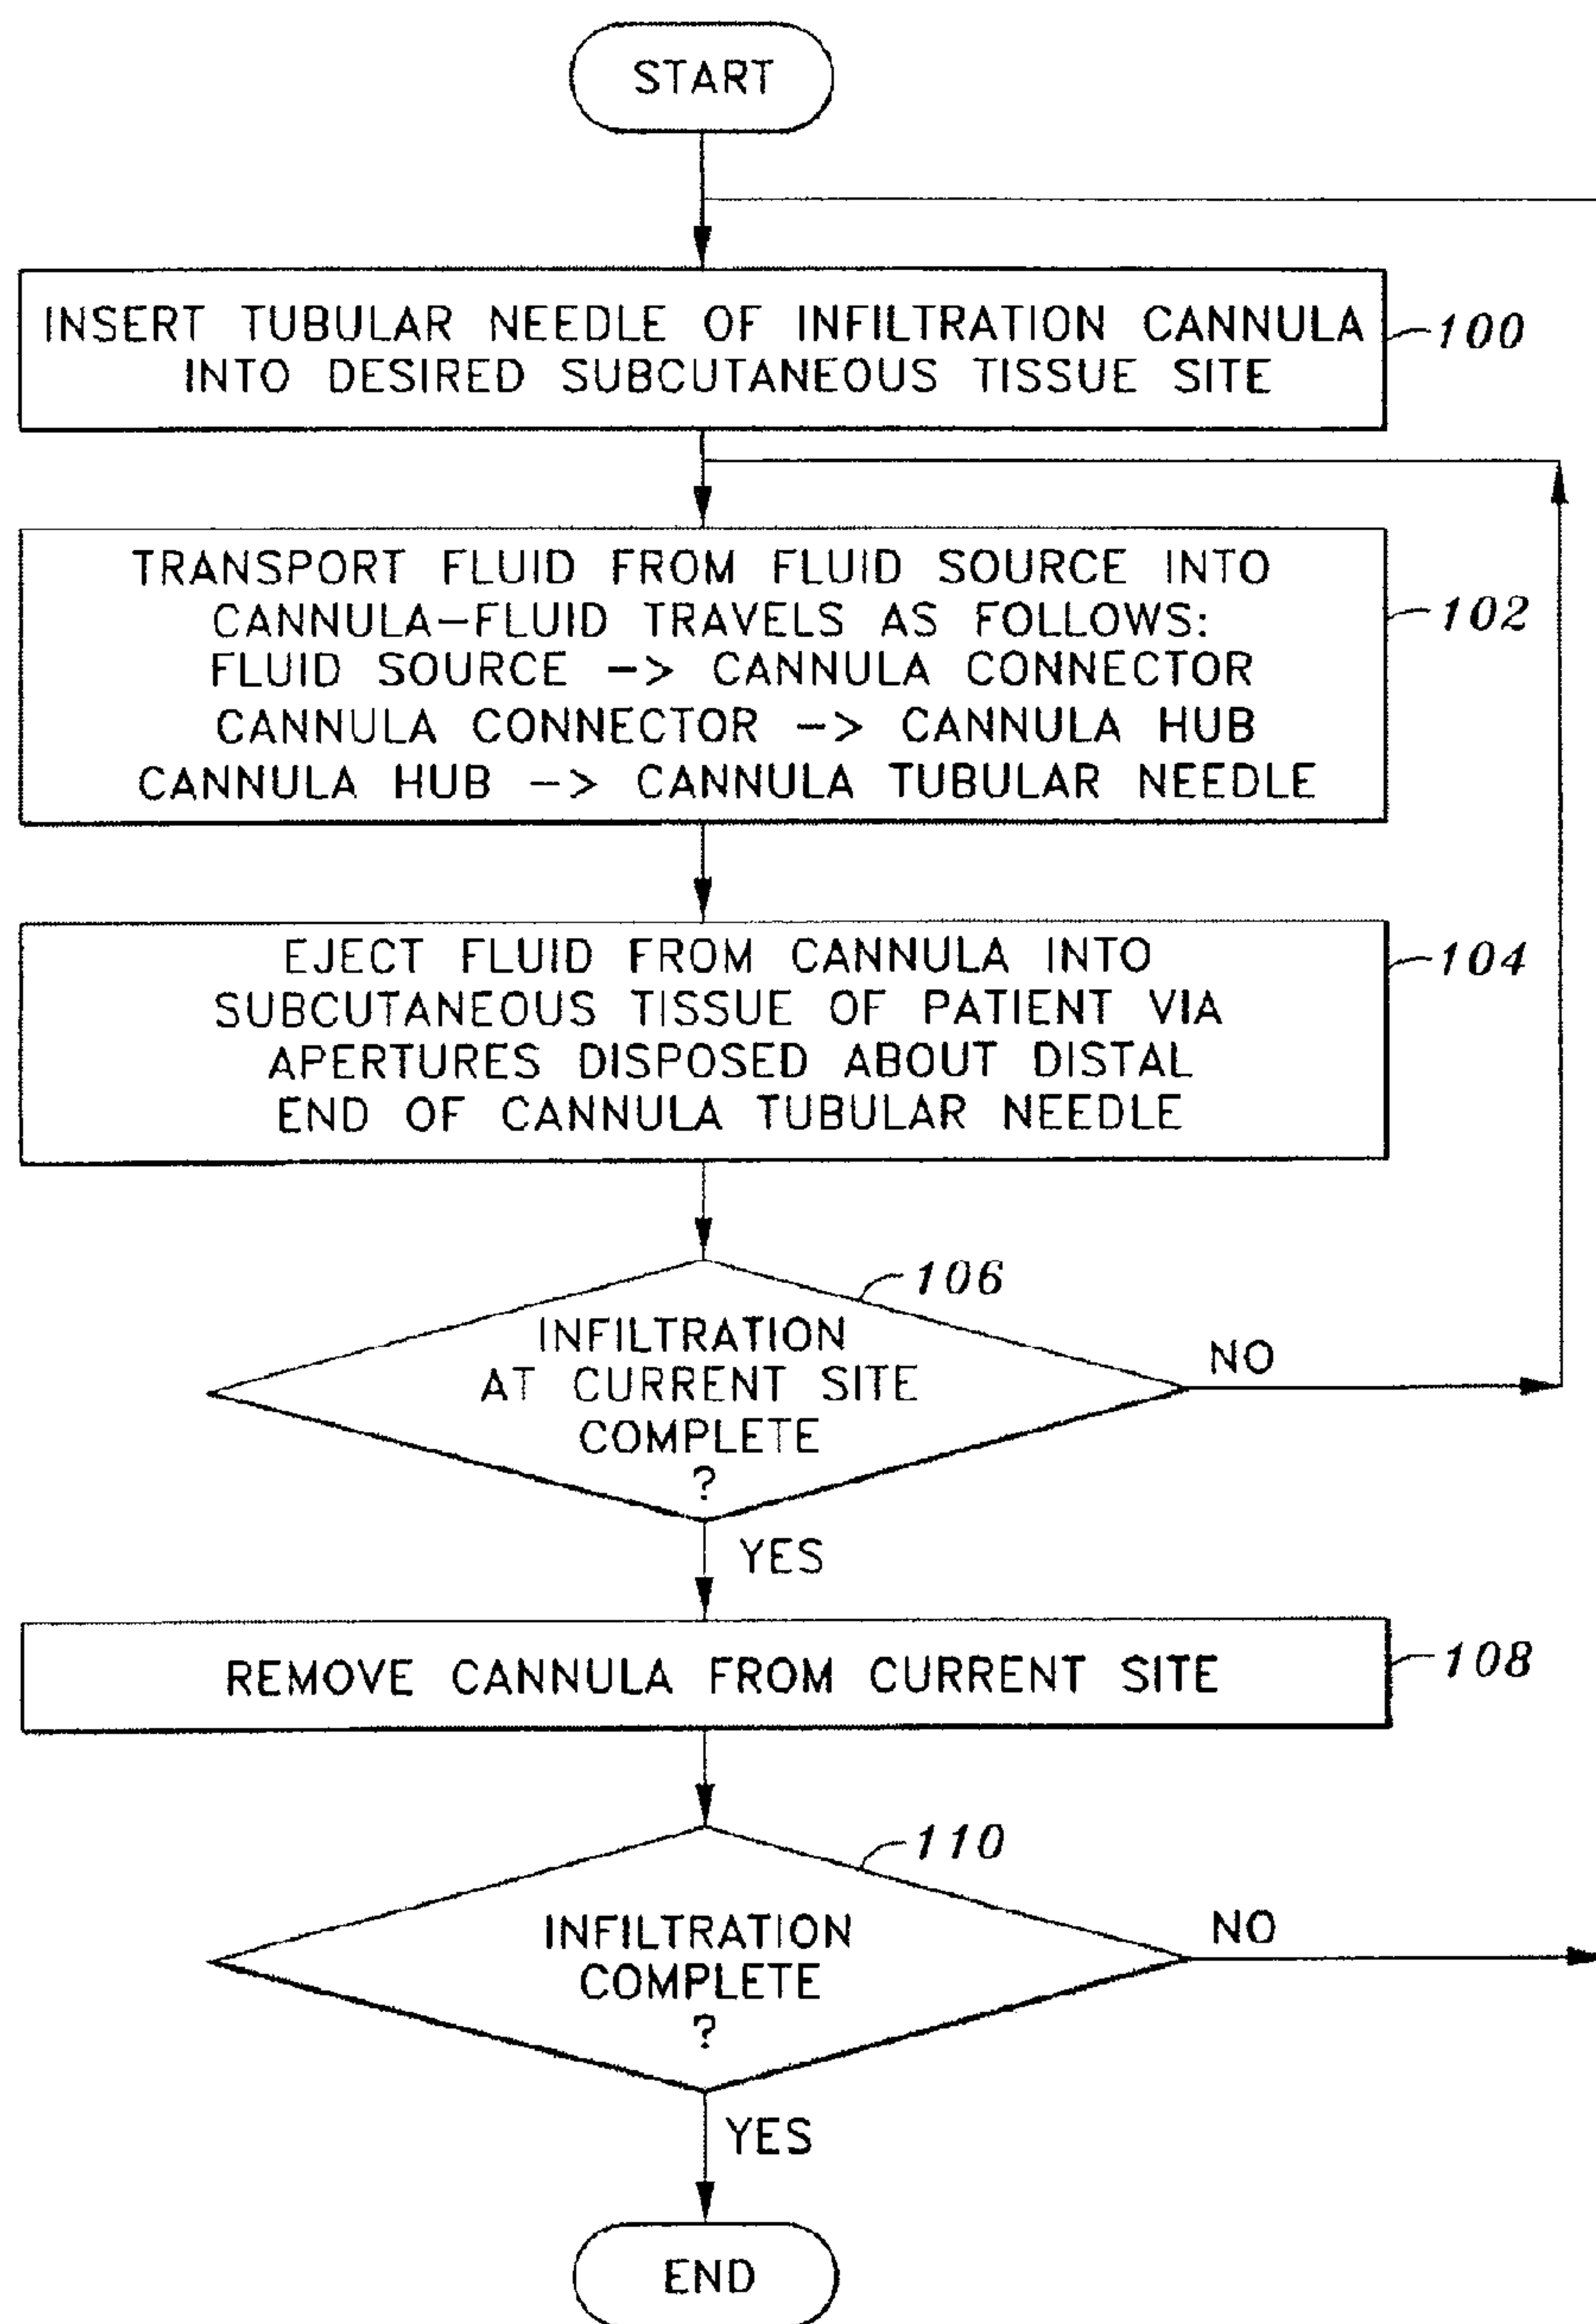 START
INSERT TUBULAR NEEDLE OF INFILTRATION CANNULA
INTO DESIRED SUBCUTANEOUS TISSUE SITE
100
TRANSPORT FLUID FROM FLUID SOURCE INTO
CANNULA-FLUID TRAVELS AS FOLLOWS:
FLUID SOURCE -> CANNULA CONNECTOR
CANNULA CONNECTOR -> CANNULA HUB
CANNULA HUB -> CANNULA TUBULAR NEEDLE
102
EJECT FLUID FROM CANNULA INTO
SUBCUTANEOUS TISSUE OF PATIENT VIA
APERTURES DISPOSED ABOUT DISTAL
END OF CANNULA TUBULAR NEEDLE
104
106
INFILTRATION
AT CURRENT SITE
COMPLETE
?
NO
YES
REMOVE CANNULA FROM CURRENT SITE
108
110
INFILTRATION
COMPLETE
?
NO
YES
END